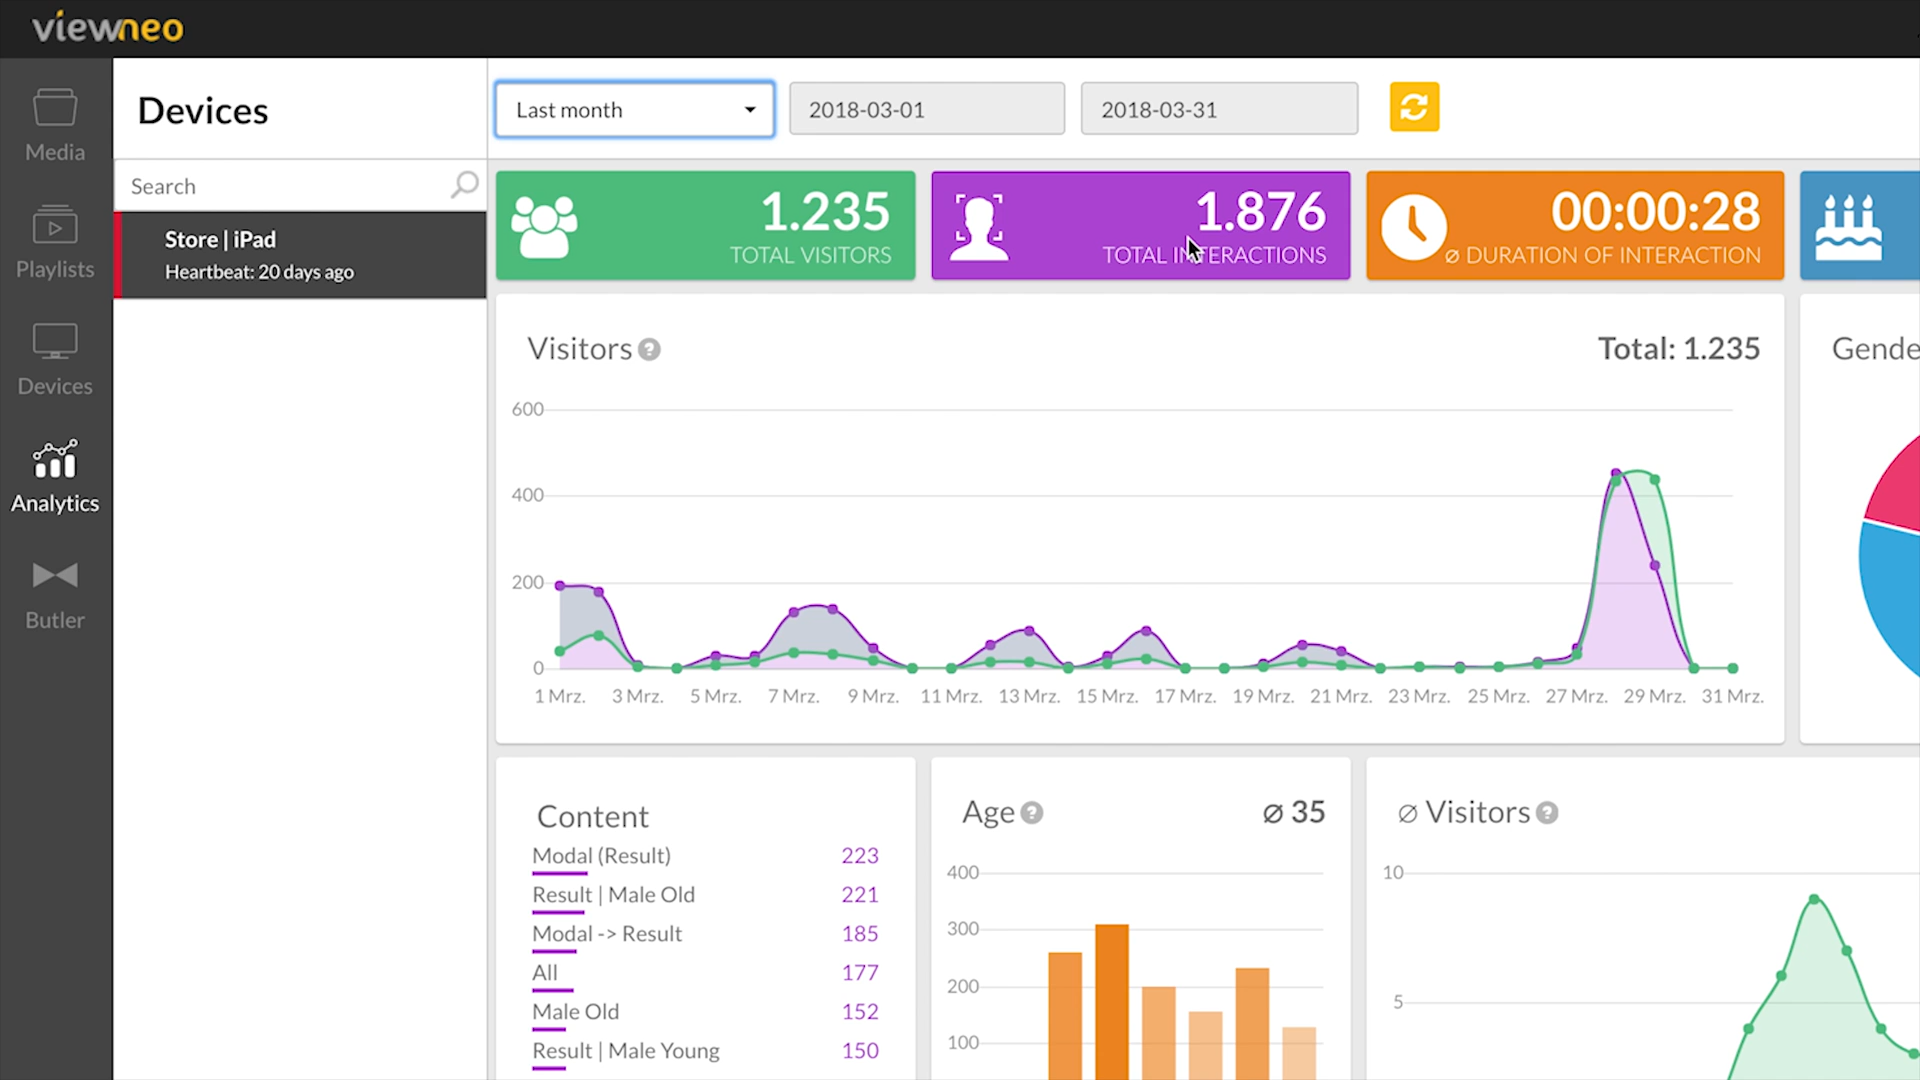 viewneo
Media
Playlists
Devices
Analytics
Butler
Devices
Search
Store | iPad
Heartbeat: 20 days ago
Last month
2018-03-01
2018-03-31
1.235
TOTAL VISITORS
1.876
TOTAL INTERACTIONS
00:00:28
Ø DURATION OF INTERACTION
Visitors ?
Total: 1.235
600
400
200
0
1 Mrz.
3 Mrz.
5 Mrz.
7 Mrz.
9 Mrz.
11 Mrz.
13 Mrz.
15 Mrz.
17 Mrz.
19 Mrz.
21 Mrz.
23 Mrz.
25 Mrz.
27 Mrz.
29 Mrz.
31 Mrz.
Gende
Content
Modal (Result) 223
Result | Male Old 221
Modal -> Result 185
All 177
Male Old 152
Result | Male Young 150
Age ?
Ø 35
400
300
200
100
Ø Visitors ?
10
5